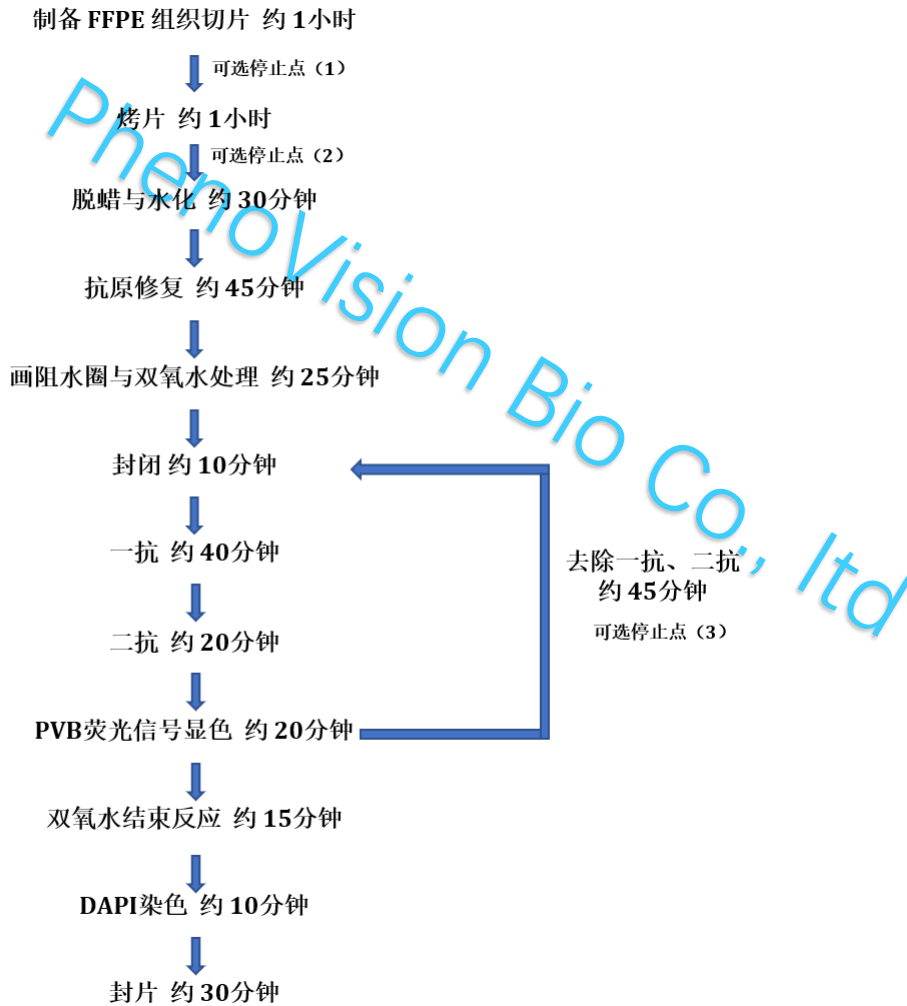 制备 FFPE 组织切片 约 1小时
可选停止点（1）
烤片 约 1小时
可选停止点（2）
脱蜡与水化 约 30分钟
抗原修复 约 45分钟
画阻水圈与双氧水处理 约 25分钟
封闭 约 10分钟
一抗 约 40分钟
去除一抗、二抗
约 45分钟
可选停止点（3）
二抗 约 20分钟
PVB荧光信号显色 约 20分钟
双氧水结束反应 约 15分钟
DAPI染色 约 10分钟
封片 约 30分钟
PhenoVision Bio Co., ltd